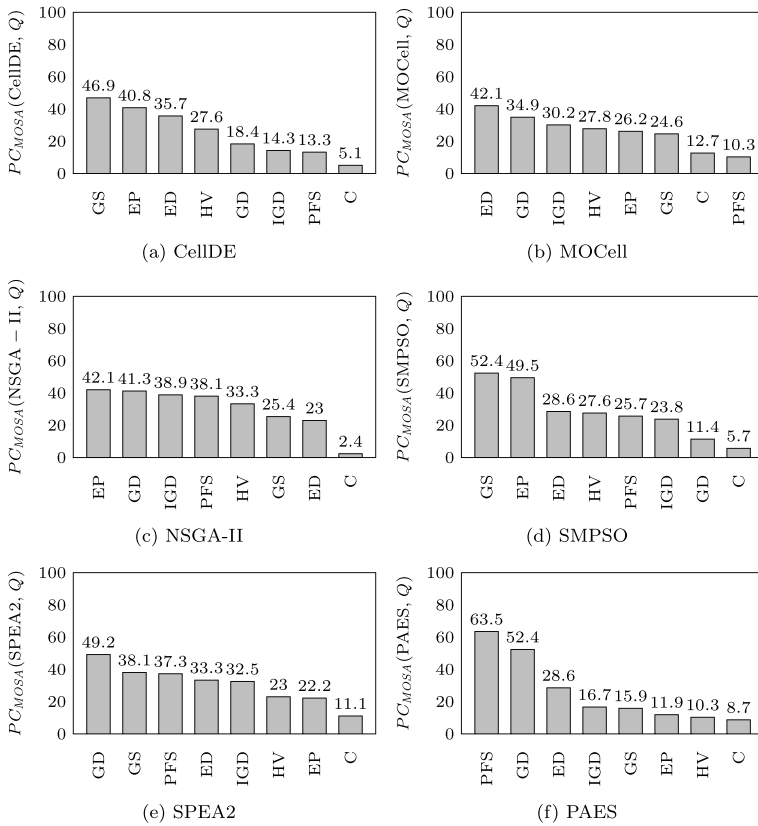 PC_MOSA(CellDE, Q)
100
80
60
40
20
0
46.9 40.8 35.7 27.6 18.4 14.3 13.3 5.1
GS EP ED HV GD IGD PFS C
(a) CellDE
PC_MOSA(MOCell, Q)
100
80
60
40
20
0
42.1 34.9 30.2 27.8 26.2 24.6 12.7 10.3
ED GD IGD HV EP GS C PFS
(b) MOCell
PC_MOSA(NSGA − II, Q)
100
80
60
40
20
0
42.1 41.3 38.9 38.1 33.3 25.4 23 2.4
EP GD IGD PFS HV GS ED C
(c) NSGA-II
PC_MOSA(SMPSO, Q)
100
80
60
40
20
0
52.4 49.5 28.6 27.6 25.7 23.8 11.4 5.7
GS EP ED HV PFS IGD GD C
(d) SMPSO
PC_MOSA(SPEA2, Q)
100
80
60
40
20
0
49.2 38.1 37.3 33.3 32.5 23 22.2 11.1
GD GS PFS ED IGD HV EP C
(e) SPEA2
PC_MOSA(PAES, Q)
100
80
60
40
20
0
63.5 52.4 28.6 16.7 15.9 11.9 10.3 8.7
PFS GD ED IGD GS EP HV C
(f) PAES